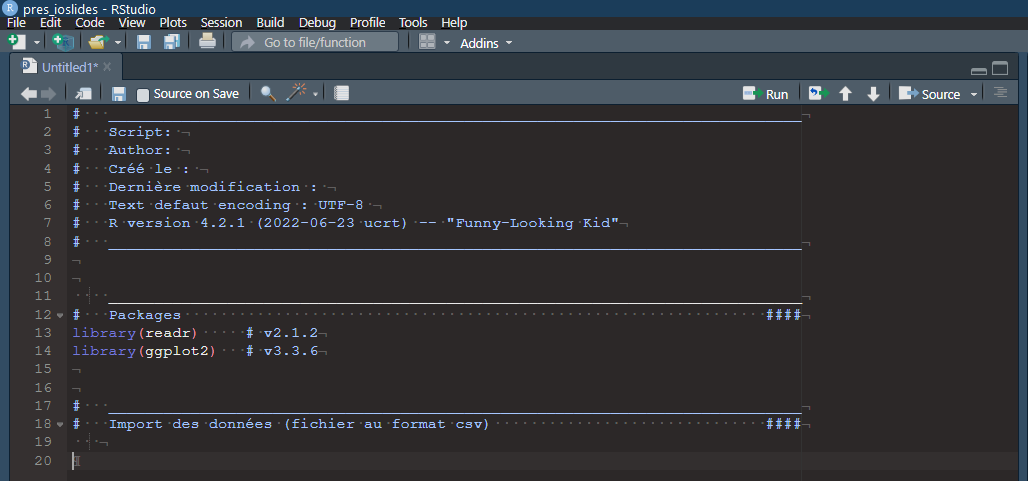 pres_ioslides - RStudio
File Edit Code View Plots Session Build Debug Profile Tools Help
Go to file/function Addins
Untitled1*
Source on Save Run Source
1 # ______________________________
2 # Script:
3 # Author:
4 # Créé le :
5 # Dernière modification :
6 # Text defaut encoding : UTF-8
7 # R version 4.2.1 (2022-06-23 ucrt) -- "Funny-Looking Kid"
8 # ______________________________
9
10
11 ______________________________
12 # Packages ####
13 library(readr) # v2.1.2
14 library(ggplot2) # v3.3.6
15
16
17 # ______________________________
18 # Import des données (fichier au format csv) ####
19
20